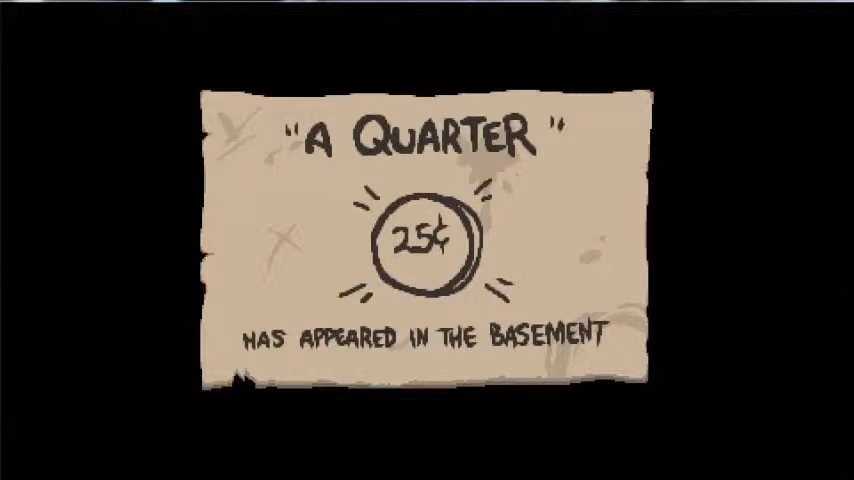 "A QUARTER"
25¢
HAS APPEARED IN THE BASEMENT